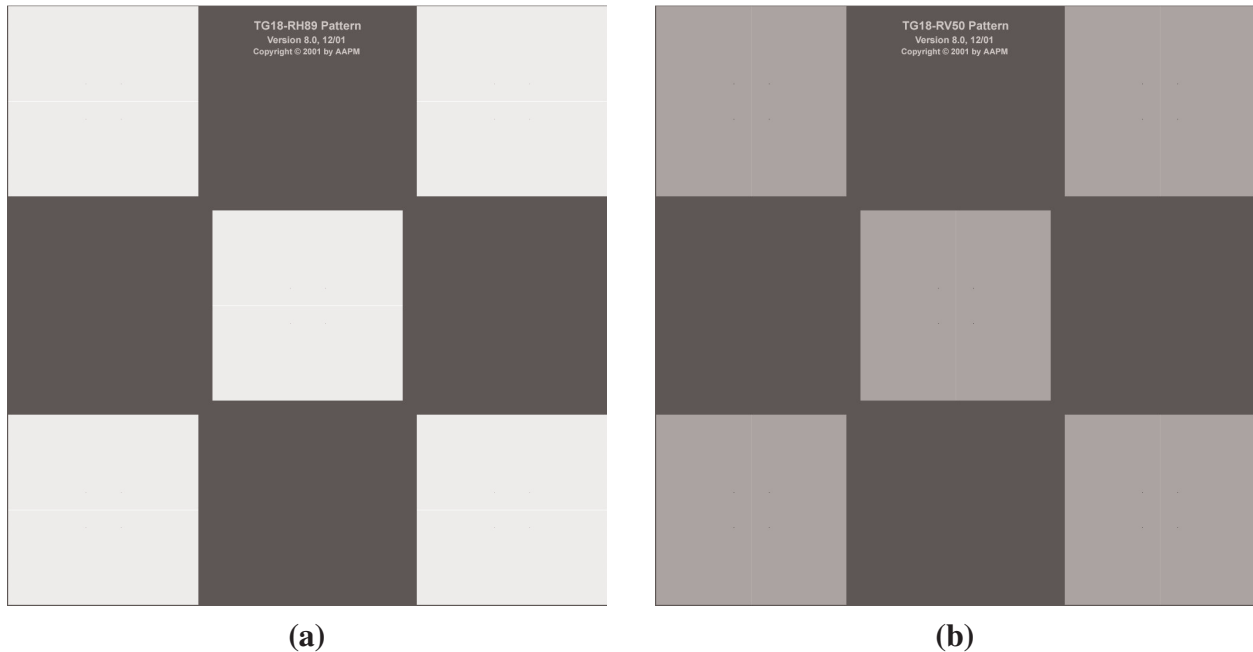 TG18-RH89 Pattern
Version 8.0, 12/01
Copyright © 2001 by AAPM
TG18-RV50 Pattern
Version 8.0, 12/01
Copyright © 2001 by AAPM
(a)
(b)